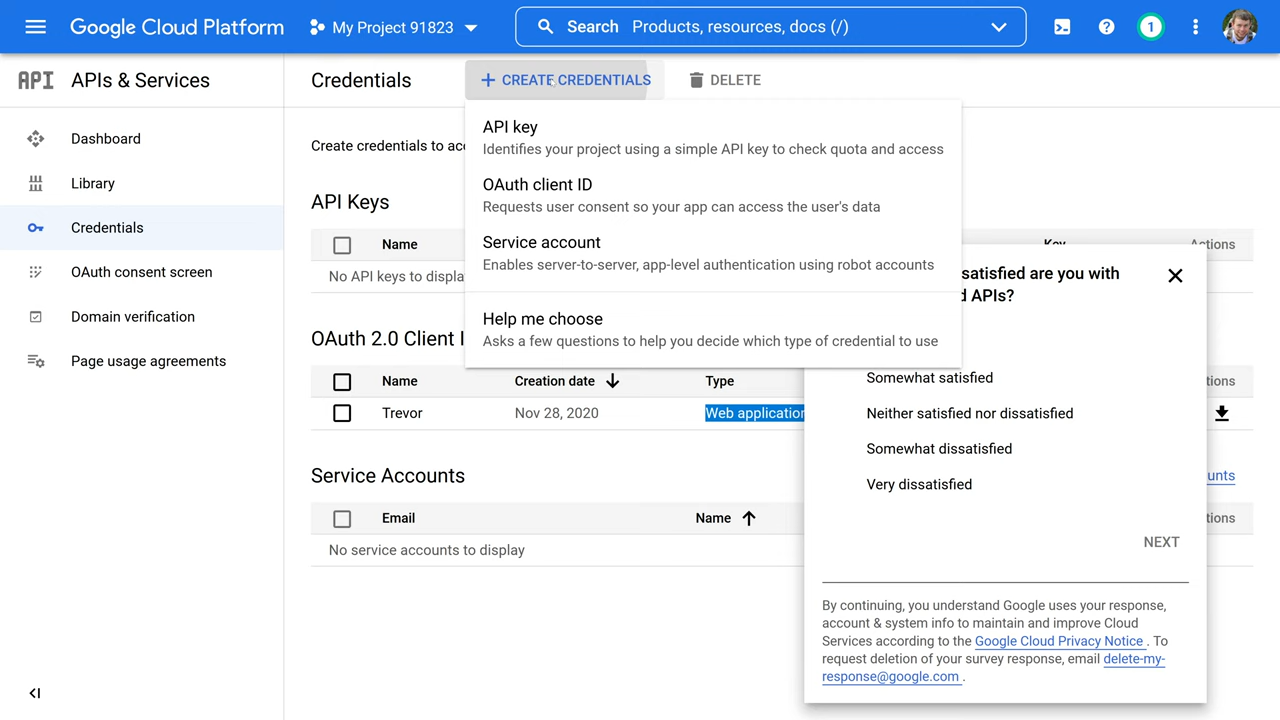 Google Cloud Platform
My Project 91823
Search Products, resources, docs (/)
1
API APIs & Services
Credentials
+ CREATE CREDENTIALS
DELETE
Dashboard
Library
Credentials
OAuth consent screen
Domain verification
Page usage agreements
Create credentials to acc
API key
Identifies your project using a simple API key to check quota and access
OAuth client ID
Requests user consent so your app can access the user's data
Service account
Enables server-to-server, app-level authentication using robot accounts
Help me choose
Asks a few questions to help you decide which type of credential to use
API Keys
Name
Key
Actions
No API keys to displa
OAuth 2.0 Client I
Name
Creation date
Type
tions
Trevor
Nov 28, 2020
Web application
Service Accounts
unts
Email
Name
tions
No service accounts to display
satisfied are you with
d APIs?
Somewhat satisfied
Neither satisfied nor dissatisfied
Somewhat dissatisfied
Very dissatisfied
NEXT
By continuing, you understand Google uses your response,
account & system info to maintain and improve Cloud
Services according to the Google Cloud Privacy Notice . To
request deletion of your survey response, email delete-my-
response@google.com .